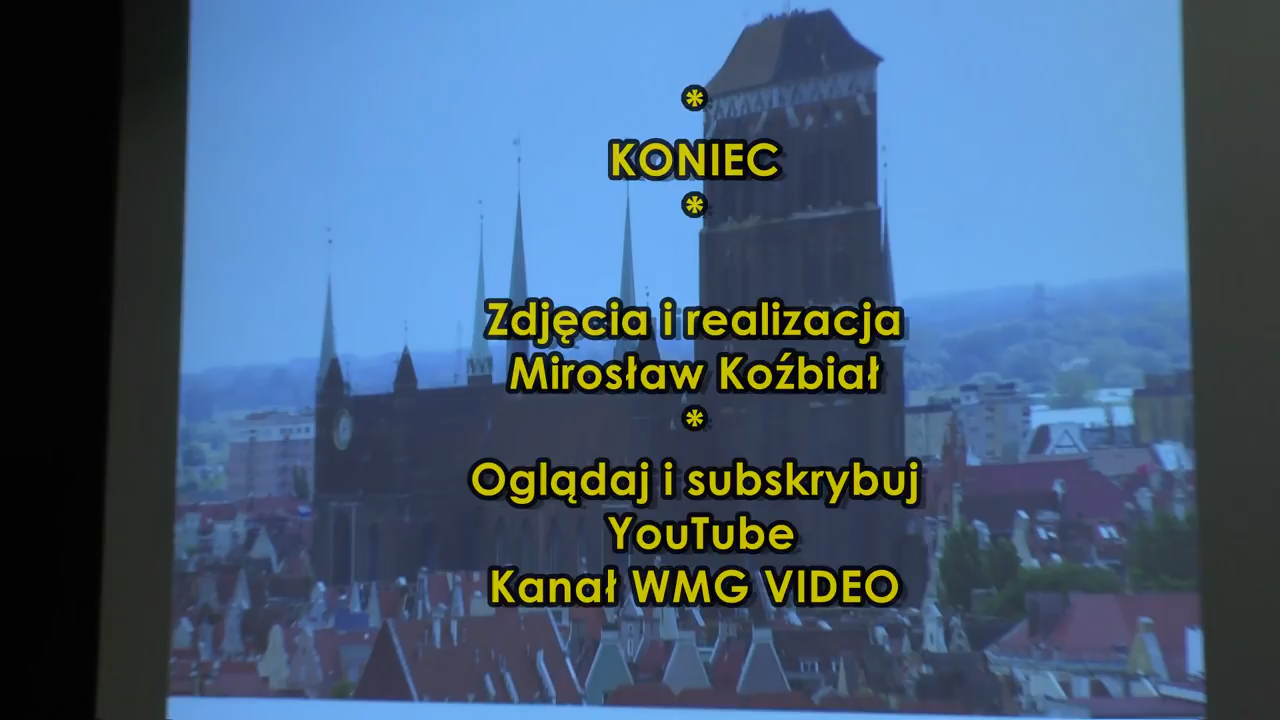 *
KONIEC
*
Zdjęcia i realizacja
Mirosław Koźbiał
*
Oglądaj i subskrybuj
YouTube
Kanał WMG VIDEO